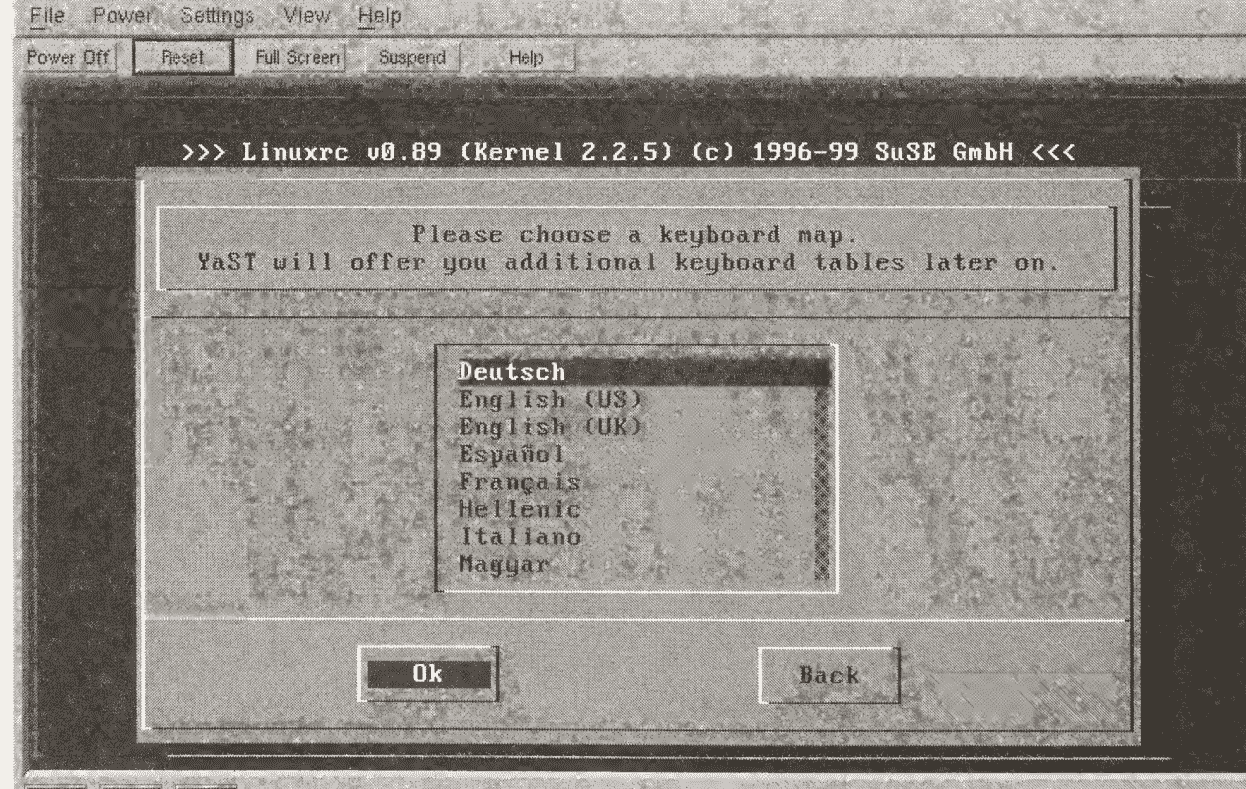 File Power Settings View Help
Power Off Reset Full Screen Suspend Help
>>> Linuxrc v0.89 (Kernel 2.2.5) (c) 1996-99 SuSE GmbH <<<
Please choose a keyboard map.
YaST will offer you additional keyboard tables later on.
Deutsch
English (US)
English (UK)
Español
Français
Hellenic
Italiano
Magyar
Ok Back